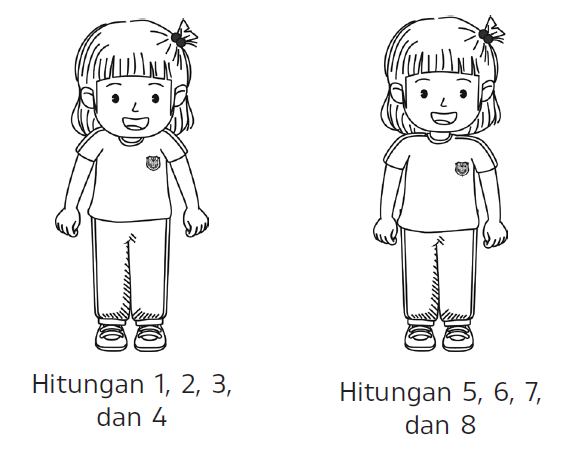 Hitungan 1, 2, 3,
dan 4
Hitungan 5, 6, 7,
dan 8